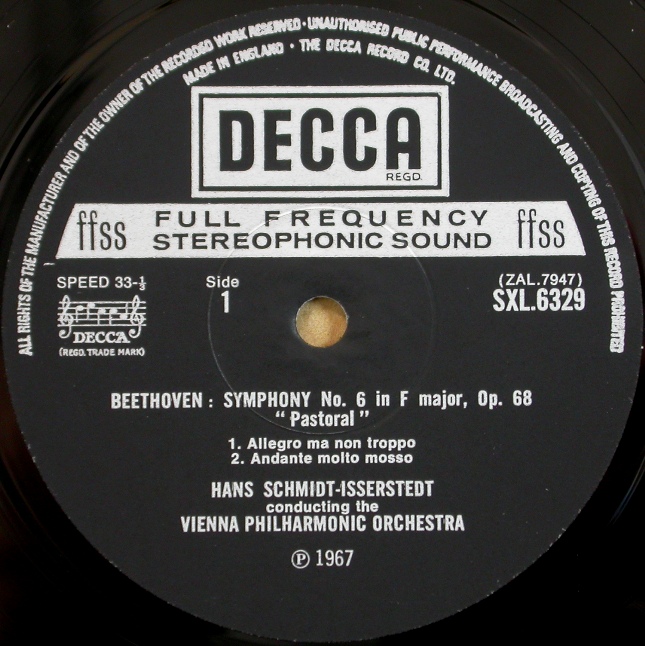 ALL RIGHTS OF THE MANUFACTURER AND OF THE OWNER OF THE RECORDED WORK RESERVED · UNAUTHORISED PUBLIC PERFORMANCE BROADCASTING AND COPYING OF THIS RECORD PROHIBITED
MADE IN ENGLAND · THE DECCA RECORD CO. LTD.
DECCA
REGD.
ffss FULL FREQUENCY ffss
STEREOPHONIC SOUND
SPEED 33-⅓
DECCA
(REGD. TRADE MARK)
Side
1
(ZAL.7947)
SXL.6329
BEETHOVEN : SYMPHONY No. 6 in F major, Op. 68
“ Pastoral ”
1. Allegro ma non troppo
2. Andante molto mosso
HANS SCHMIDT-ISSERSTEDT
conducting the
VIENNA PHILHARMONIC ORCHESTRA
℗ 1967